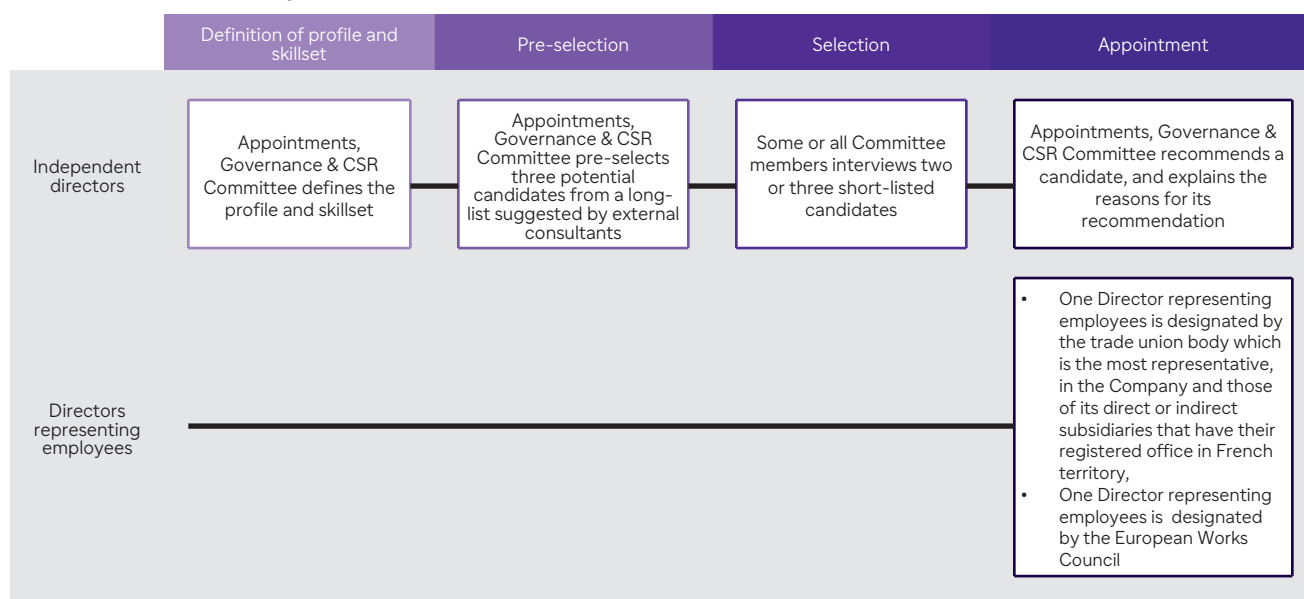 Definition of profile and
skillset
Pre-selection
Selection
Appointment
Independent
directors
Appointments,
Governance & CSR
Committee defines the
profile and skillset
Appointments,
Governance & CSR
Committee pre-selects
three potential
candidates from a long-
list suggested by external
consultants
Some or all Committee
members interviews two
or three short-listed
candidates
Appointments, Governance &
CSR Committee recommends a
candidate, and explains the
reasons for its
recommendation
Directors
representing
employees
• One Director representing
employees is designated by
the trade union body which
is the most representative,
in the Company and those
of its direct or indirect
subsidiaries that have their
registered office in French
territory,
• One Director representing
employees is designated
by the European Works
Council